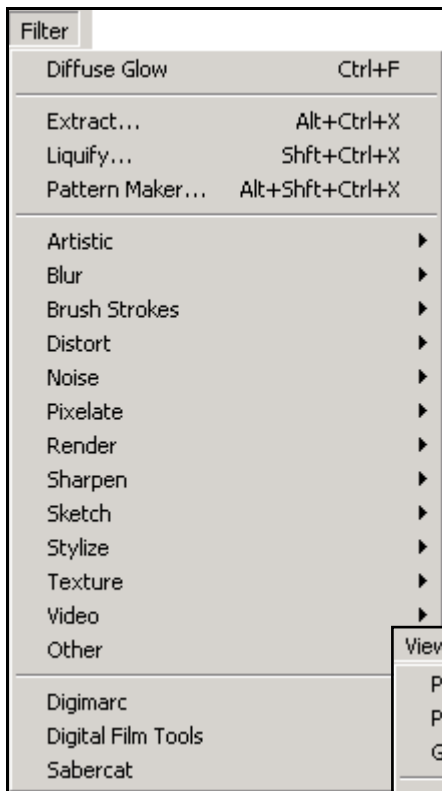 Filter
Diffuse Glow Ctrl+F
Extract... Alt+Ctrl+X
Liquify... Shft+Ctrl+X
Pattern Maker... Alt+Shft+Ctrl+X
Artistic
Blur
Brush Strokes
Distort
Noise
Pixelate
Render
Sharpen
Sketch
Stylize
Texture
Video
Other
Digimarc
Digital Film Tools
Sabercat